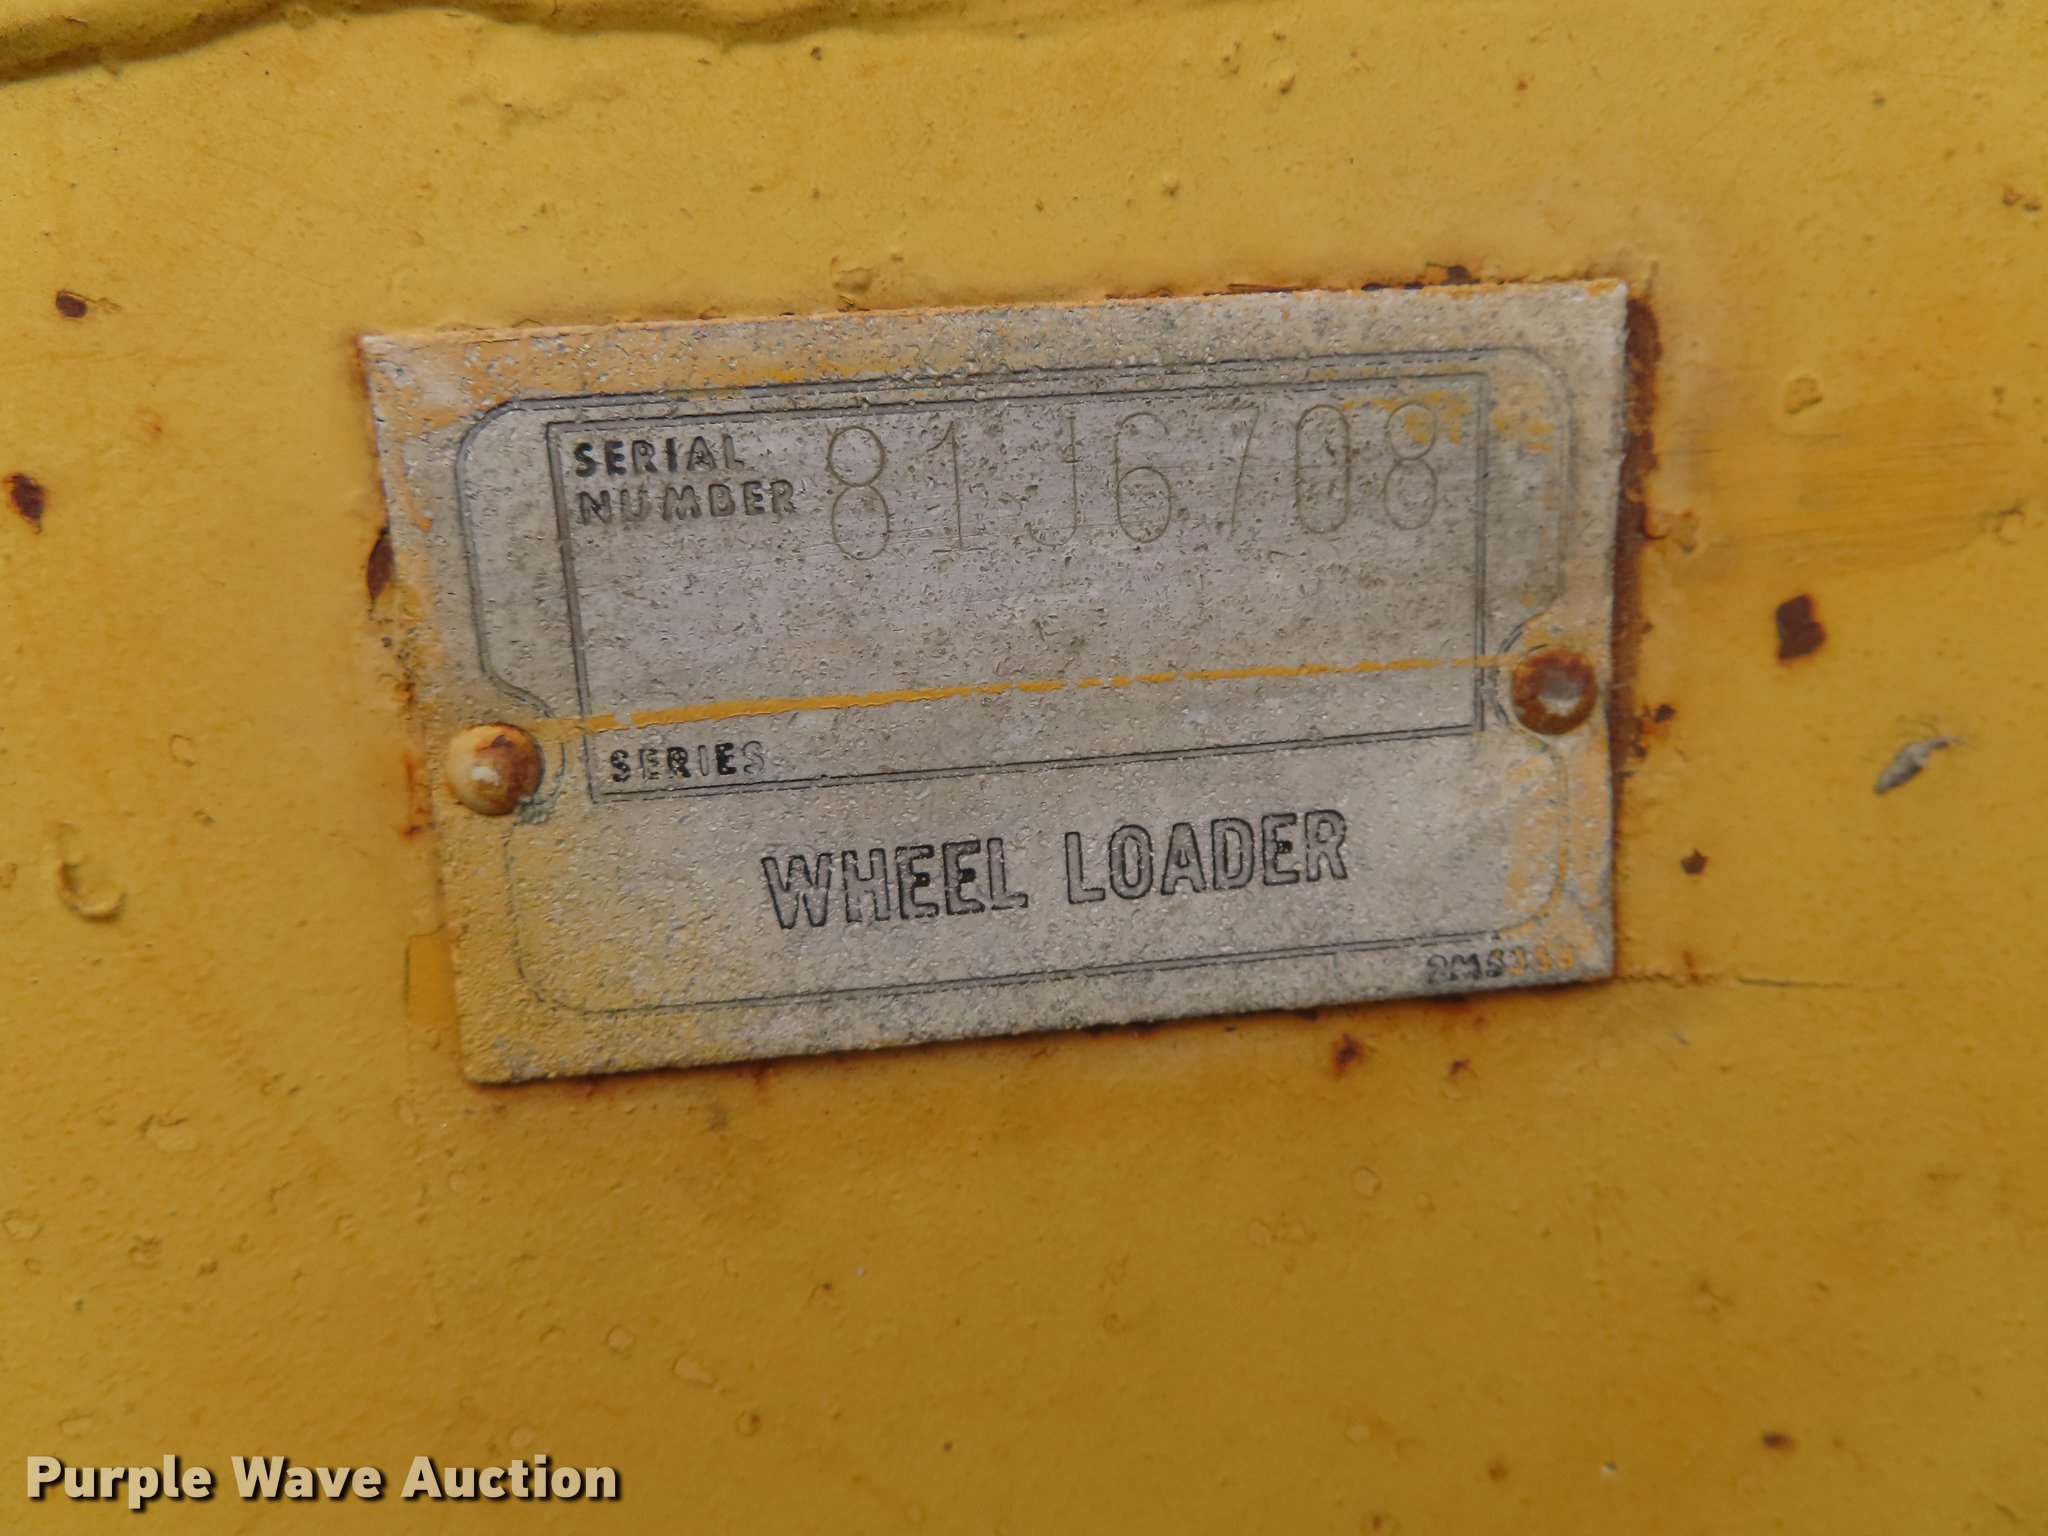 SERIAL
NUMBER 81J6708
SERIES
WHEEL LOADER
Purple Wave Auction